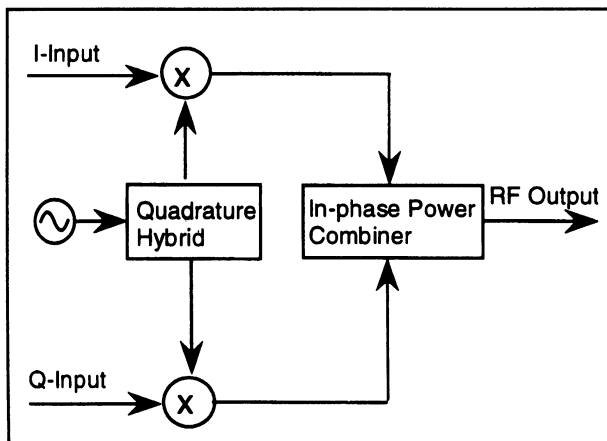 I-Input
X
Quadrature
Hybrid
In-phase Power
Combiner
RF Output
Q-Input
X